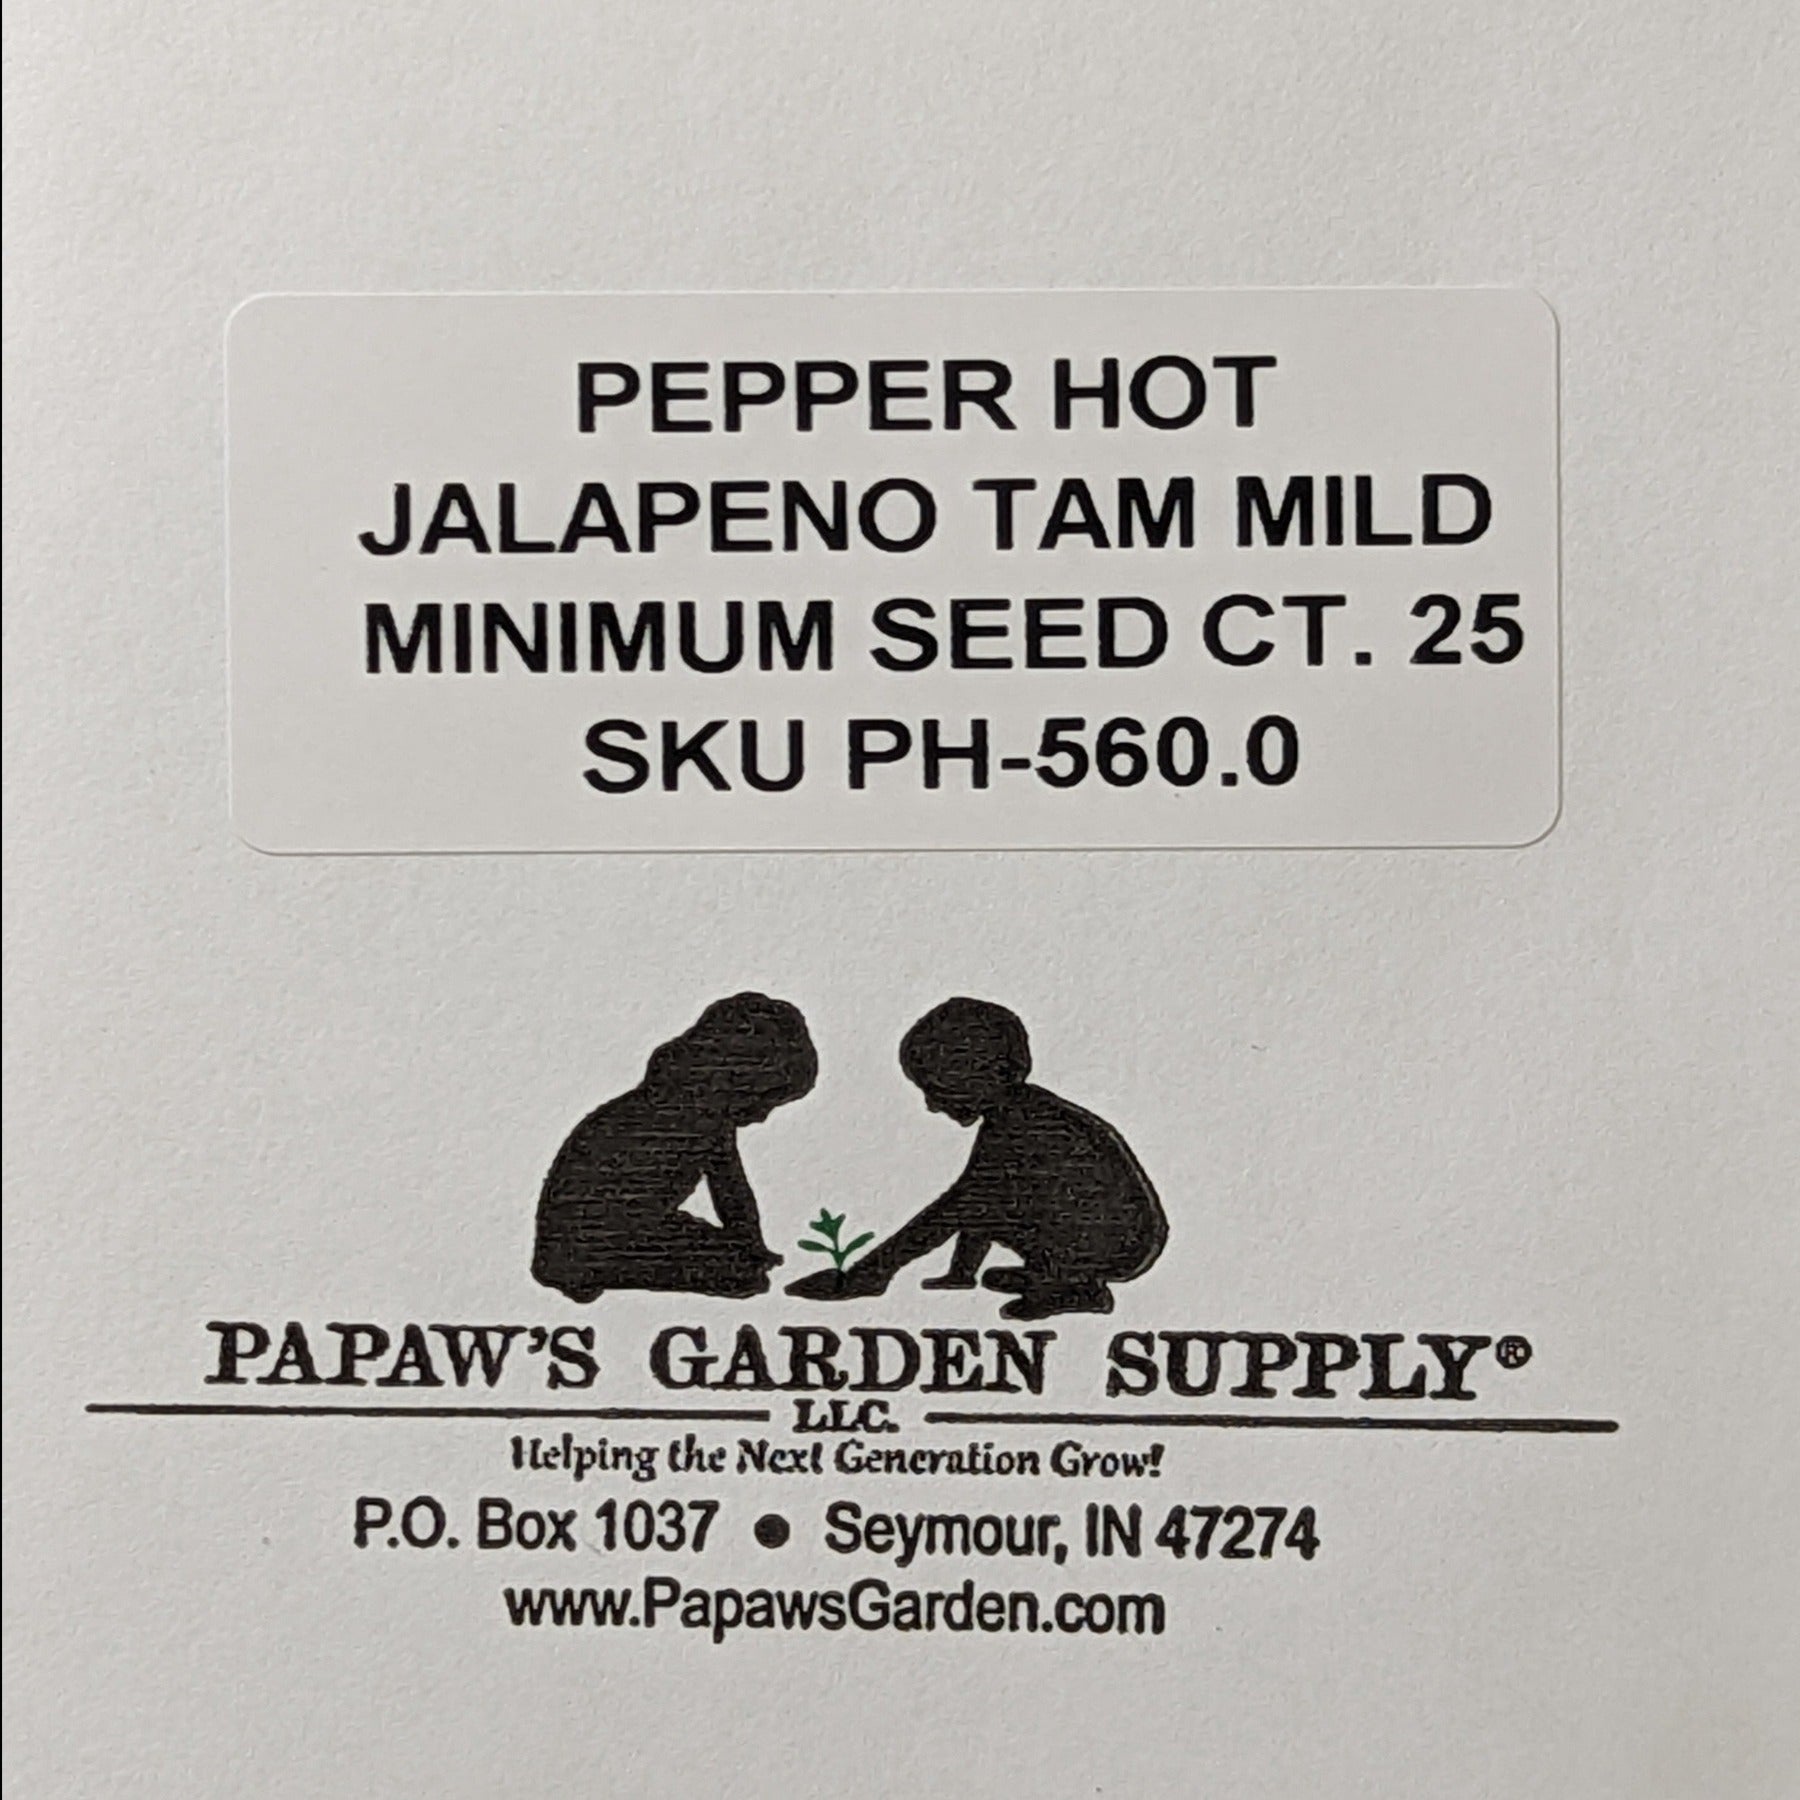 PEPPER HOT
JALAPENO TAM MILD
MINIMUM SEED CT. 25
SKU PH-560.0
PAPAW'S GARDEN SUPPLY®
LLC.
Helping the Next Generation Grow!
P.O. Box 1037 ● Seymour, IN 47274
www.PapawsGarden.com